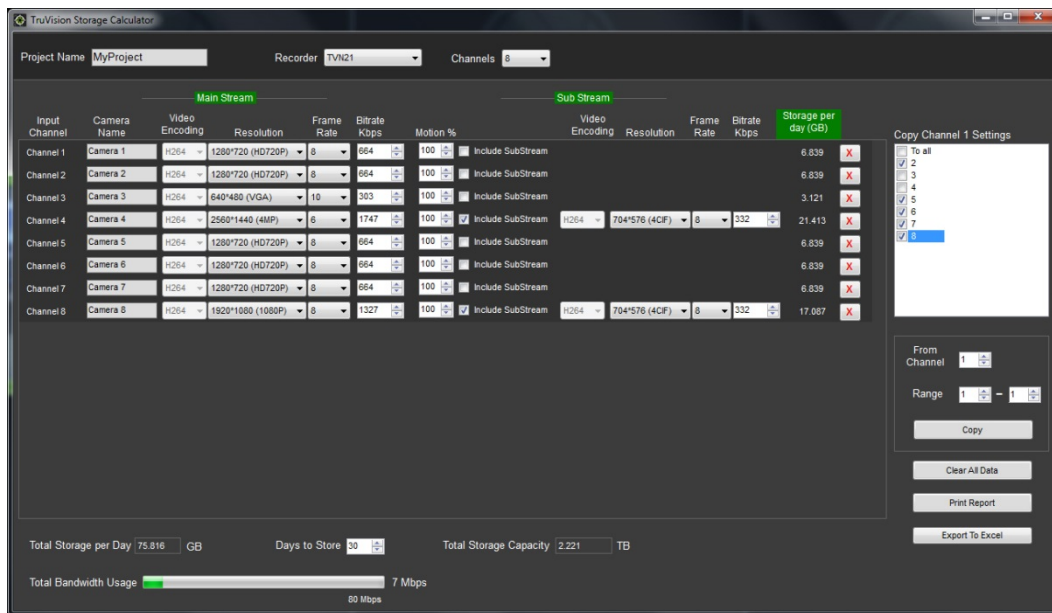 TruVision Storage Calculator
Project Name MyProject Recorder TVN21 Channels 8
Main Stream Sub Stream
Input Channel Camera Name Video Encoding Resolution Frame Rate Bitrate Kbps Motion % Video Encoding Resolution Frame Rate Bitrate Kbps Storage per day (GB)
Channel 1 Camera 1 H264 1280*720 (HD720P) 8 664 100 Include SubStream 6.839 X
Channel 2 Camera 2 H264 1280*720 (HD720P) 8 664 100 Include SubStream 6.839 X
Channel 3 Camera 3 H264 640*480 (VGA) 10 303 100 Include SubStream 3.121 X
Channel 4 Camera 4 H264 2560*1440 (4MP) 6 1747 100 Include SubStream H264 704*576 (4CIF) 8 332 21.413 X
Channel 5 Camera 5 H264 1280*720 (HD720P) 8 664 100 Include SubStream 6.839 X
Channel 6 Camera 6 H264 1280*720 (HD720P) 8 664 100 Include SubStream 6.839 X
Channel 7 Camera 7 H264 1280*720 (HD720P) 8 664 100 Include SubStream 6.839 X
Channel 8 Camera 8 H264 1920*1080 (1080P) 8 1327 100 Include SubStream H264 704*576 (4CIF) 8 332 17.087 X
Copy Channel 1 Settings
To all
2
3
4
5
6
7
8
From Channel 1
Range 1 – 1
Copy
Clear All Data
Print Report
Export To Excel
Total Storage per Day 75.816 GB Days to Store 30 Total Storage Capacity 2.221 TB
Total Bandwidth Usage 7 Mbps
80 Mbps